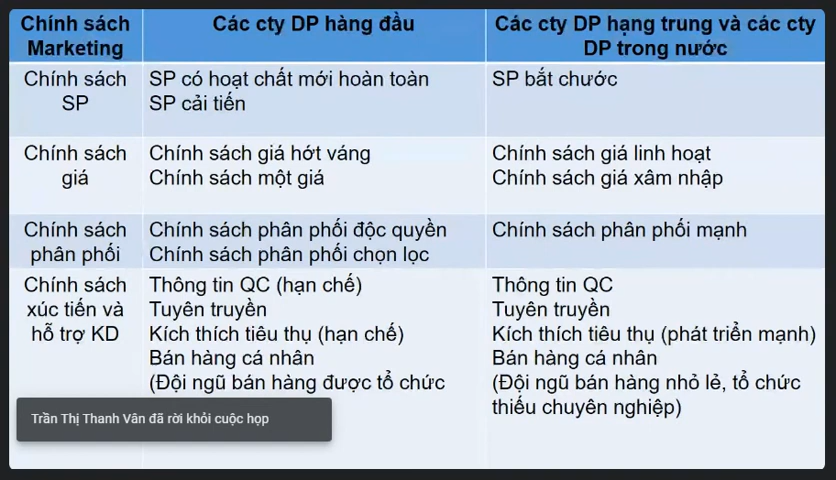 Chính sách Marketing
Các cty DP hàng đầu
Các cty DP hạng trung và các cty DP trong nước
Chính sách SP
SP có hoạt chất mới hoàn toàn
SP cải tiến
SP bắt chước
Chính sách giá
Chính sách giá hớt váng
Chính sách một giá
Chính sách giá linh hoạt
Chính sách giá xâm nhập
Chính sách phân phối
Chính sách phân phối độc quyền
Chính sách phân phối chọn lọc
Chính sách phân phối mạnh
Chính sách xúc tiến và hỗ trợ KD
Thông tin QC (hạn chế)
Tuyên truyền
Kích thích tiêu thụ (hạn chế)
Bán hàng cá nhân
(Đội ngũ bán hàng được tổ chức
Thông tin QC
Tuyên truyền
Kích thích tiêu thụ (phát triển mạnh)
Bán hàng cá nhân
(Đội ngũ bán hàng nhỏ lẻ, tổ chức
thiếu chuyên nghiệp)
Trần Thị Thanh Vân đã rời khỏi cuộc họp